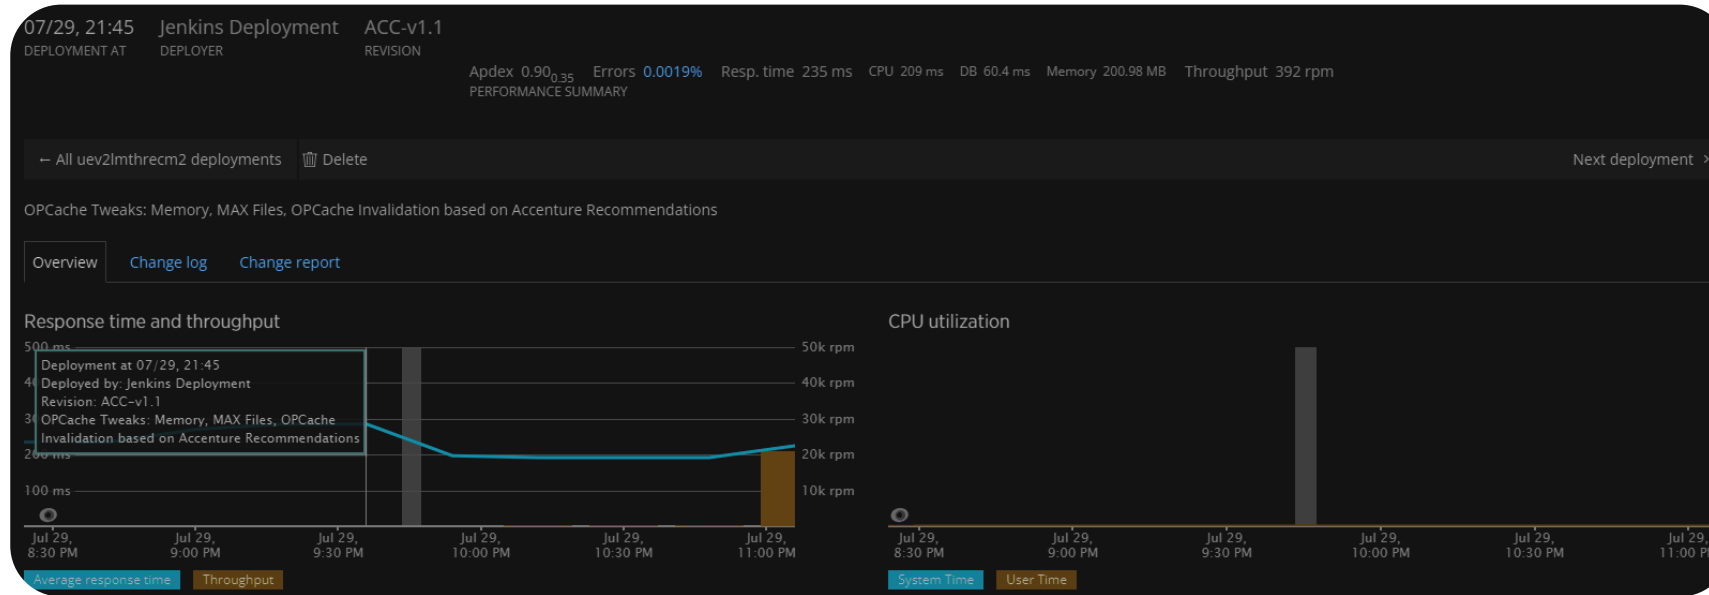 07/29, 21:45 Jenkins Deployment ACC-v1.1
DEPLOYMENT AT DEPLOYER REVISION
Apdex 0.90 0.35 Errors 0.0019% Resp. time 235 ms CPU 209 ms DB 60.4 ms Memory 200.98 MB Throughput 392 rpm
PERFORMANCE SUMMARY
← All uev2lmthrecm2 deployments Delete Next deployment >
OPCache Tweaks: Memory, MAX Files, OPCache Invalidation based on Accenture Recommendations
Overview Change log Change report
Response time and throughput
500 ms 50k rpm
Deployment at 07/29, 21:45
Deployed by: Jenkins Deployment
40k rpm
Revision: ACC-v1.1
OPCache Tweaks: Memory, MAX Files, OPCache
30k rpm
Invalidation based on Accenture Recommendations
200 ms 20k rpm
100 ms 10k rpm
Jul 29, Jul 29, Jul 29, Jul 29, Jul 29, Jul 29,
8:30 PM 9:00 PM 9:30 PM 10:00 PM 10:30 PM 11:00 PM
Average response time Throughput
CPU utilization
Jul 29, Jul 29, Jul 29, Jul 29, Jul 29, Jul 29,
8:30 PM 9:00 PM 9:30 PM 10:00 PM 10:30 PM 11:00
System Time User Time